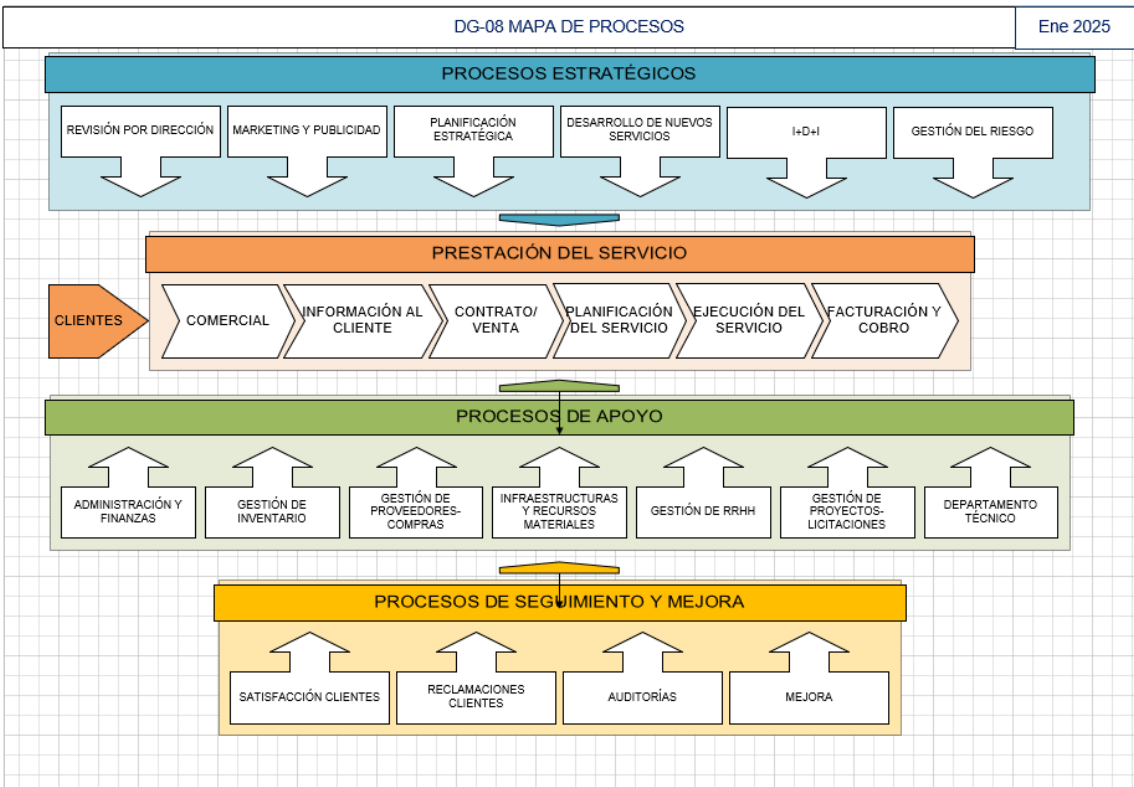 DG-08 MAPA DE PROCESOS
Ene 2025
PROCESOS ESTRATÉGICOS
REVISIÓN POR DIRECCIÓN
MARKETING Y PUBLICIDAD
PLANIFICACIÓN
ESTRATÉGICA
DESARROLLO DE NUEVOS
SERVICIOS
I+D+I
GESTIÓN DEL RIESGO
PRESTACIÓN DEL SERVICIO
CLIENTES
COMERCIAL
INFORMACIÓN AL
CLIENTE
CONTRATO/
VENTA
PLANIFICACIÓN
DEL SERVICIO
EJECUCIÓN DEL
SERVICIO
FACTURACIÓN Y
COBRO
PROCESOS DE APOYO
ADMINISTRACIÓN Y
FINANZAS
GESTIÓN DE
INVENTARIO
GESTIÓN DE
PROVEEDORES-
COMPRAS
INFRAESTRUCTURAS
Y RECURSOS
MATERIALES
GESTIÓN DE RRHH
GESTIÓN DE
PROYECTOS-
LICITACIONES
DEPARTAMENTO
TÉCNICO
PROCESOS DE SEGUIMIENTO Y MEJORA
SATISFACCIÓN CLIENTES
RECLAMACIONES
CLIENTES
AUDITORÍAS
MEJORA